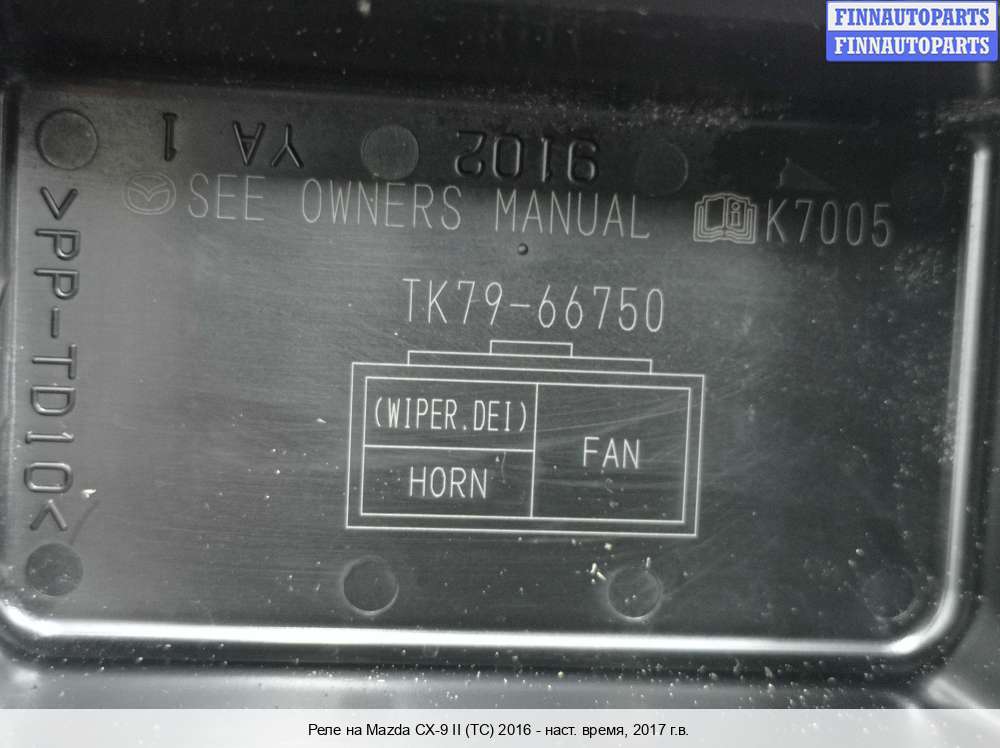 FINNAUTOPARTS
FINNAUTOPARTS
1 YA 9102
SEE OWNERS MANUAL K7005
>PP-TD10<
TK79-66750
(WIPER.DEI)
HORN
FAN
Реле на Mazda CX-9 II (TC) 2016 - наст. время, 2017 г.в.